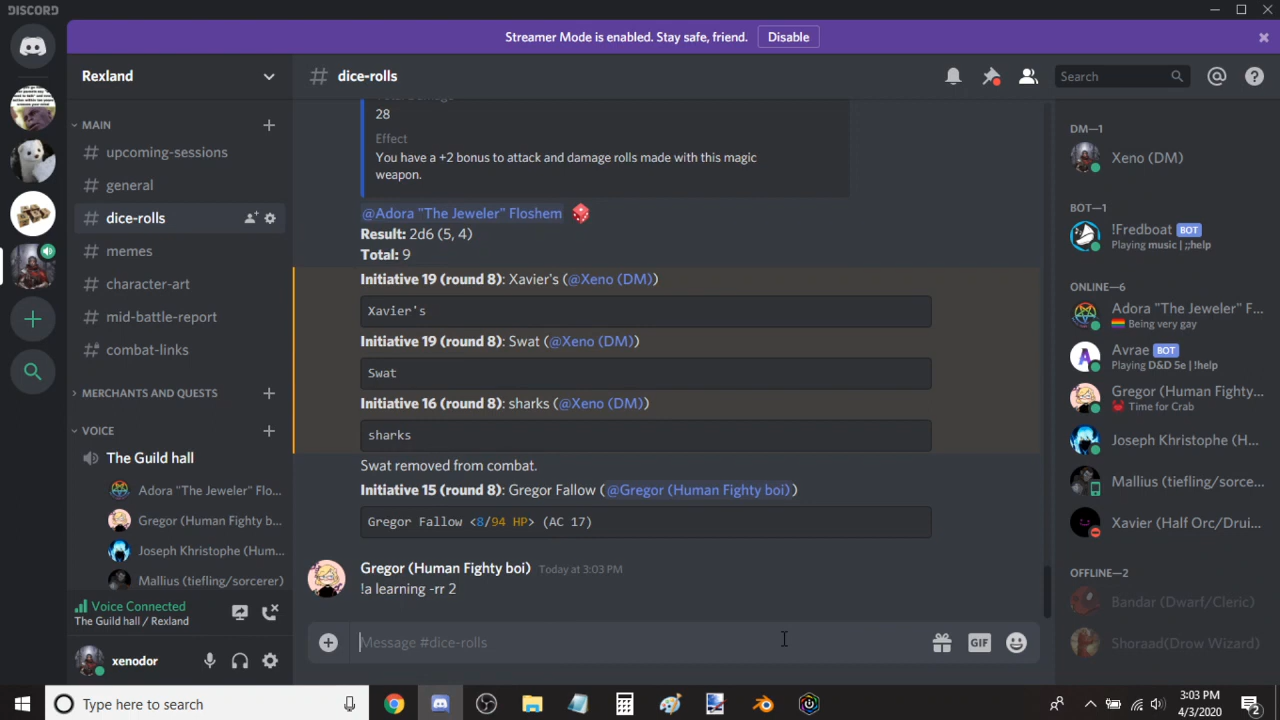 DISCORD
Streamer Mode is enabled. Stay safe, friend.
Disable
Rexland
# dice-rolls
Search
MAIN
# upcoming-sessions
# general
# dice-rolls
# memes
# character-art
# mid-battle-report
# combat-links
MERCHANTS AND QUESTS
VOICE
The Guild hall
Adora "The Jeweler" Flo...
Gregor (Human Fighty b...
Joseph Khristophe (Hum...
Mallius (tiefling/sorcerer)
Voice Connected
The Guild hall / Rexland
xenodor
28
Effect
You have a +2 bonus to attack and damage rolls made with this magic
weapon.
@Adora "The Jeweler" Floshem
Result: 2d6 (5, 4)
Total: 9
Initiative 19 (round 8): Xavier's (@Xeno (DM))
Xavier's
Initiative 19 (round 8): Swat (@Xeno (DM))
Swat
Initiative 16 (round 8): sharks (@Xeno (DM))
sharks
Swat removed from combat.
Initiative 15 (round 8): Gregor Fallow (@Gregor (Human Fighty boi))
Gregor Fallow <8/94 HP> (AC 17)
Gregor (Human Fighty boi) Today at 3:03 PM
!a learning -rr 2
Message #dice-rolls
GIF
DM—1
Xeno (DM)
BOT—1
!Fredboat BOT
Playing music | ;;help
ONLINE—6
Adora "The Jeweler" F...
Being very gay
Avrae BOT
Playing D&D 5e | !help
Gregor (Human Fighty...
Time for Crab
Joseph Khristophe (H...
Mallius (tiefling/sorce...
Xavier (Half Orc/Drui...
OFFLINE—2
Bandar (Dwarf/Cleric)
Shoraad(Drow Wizard)
Type here to search
3:03 PM
4/3/2020
2